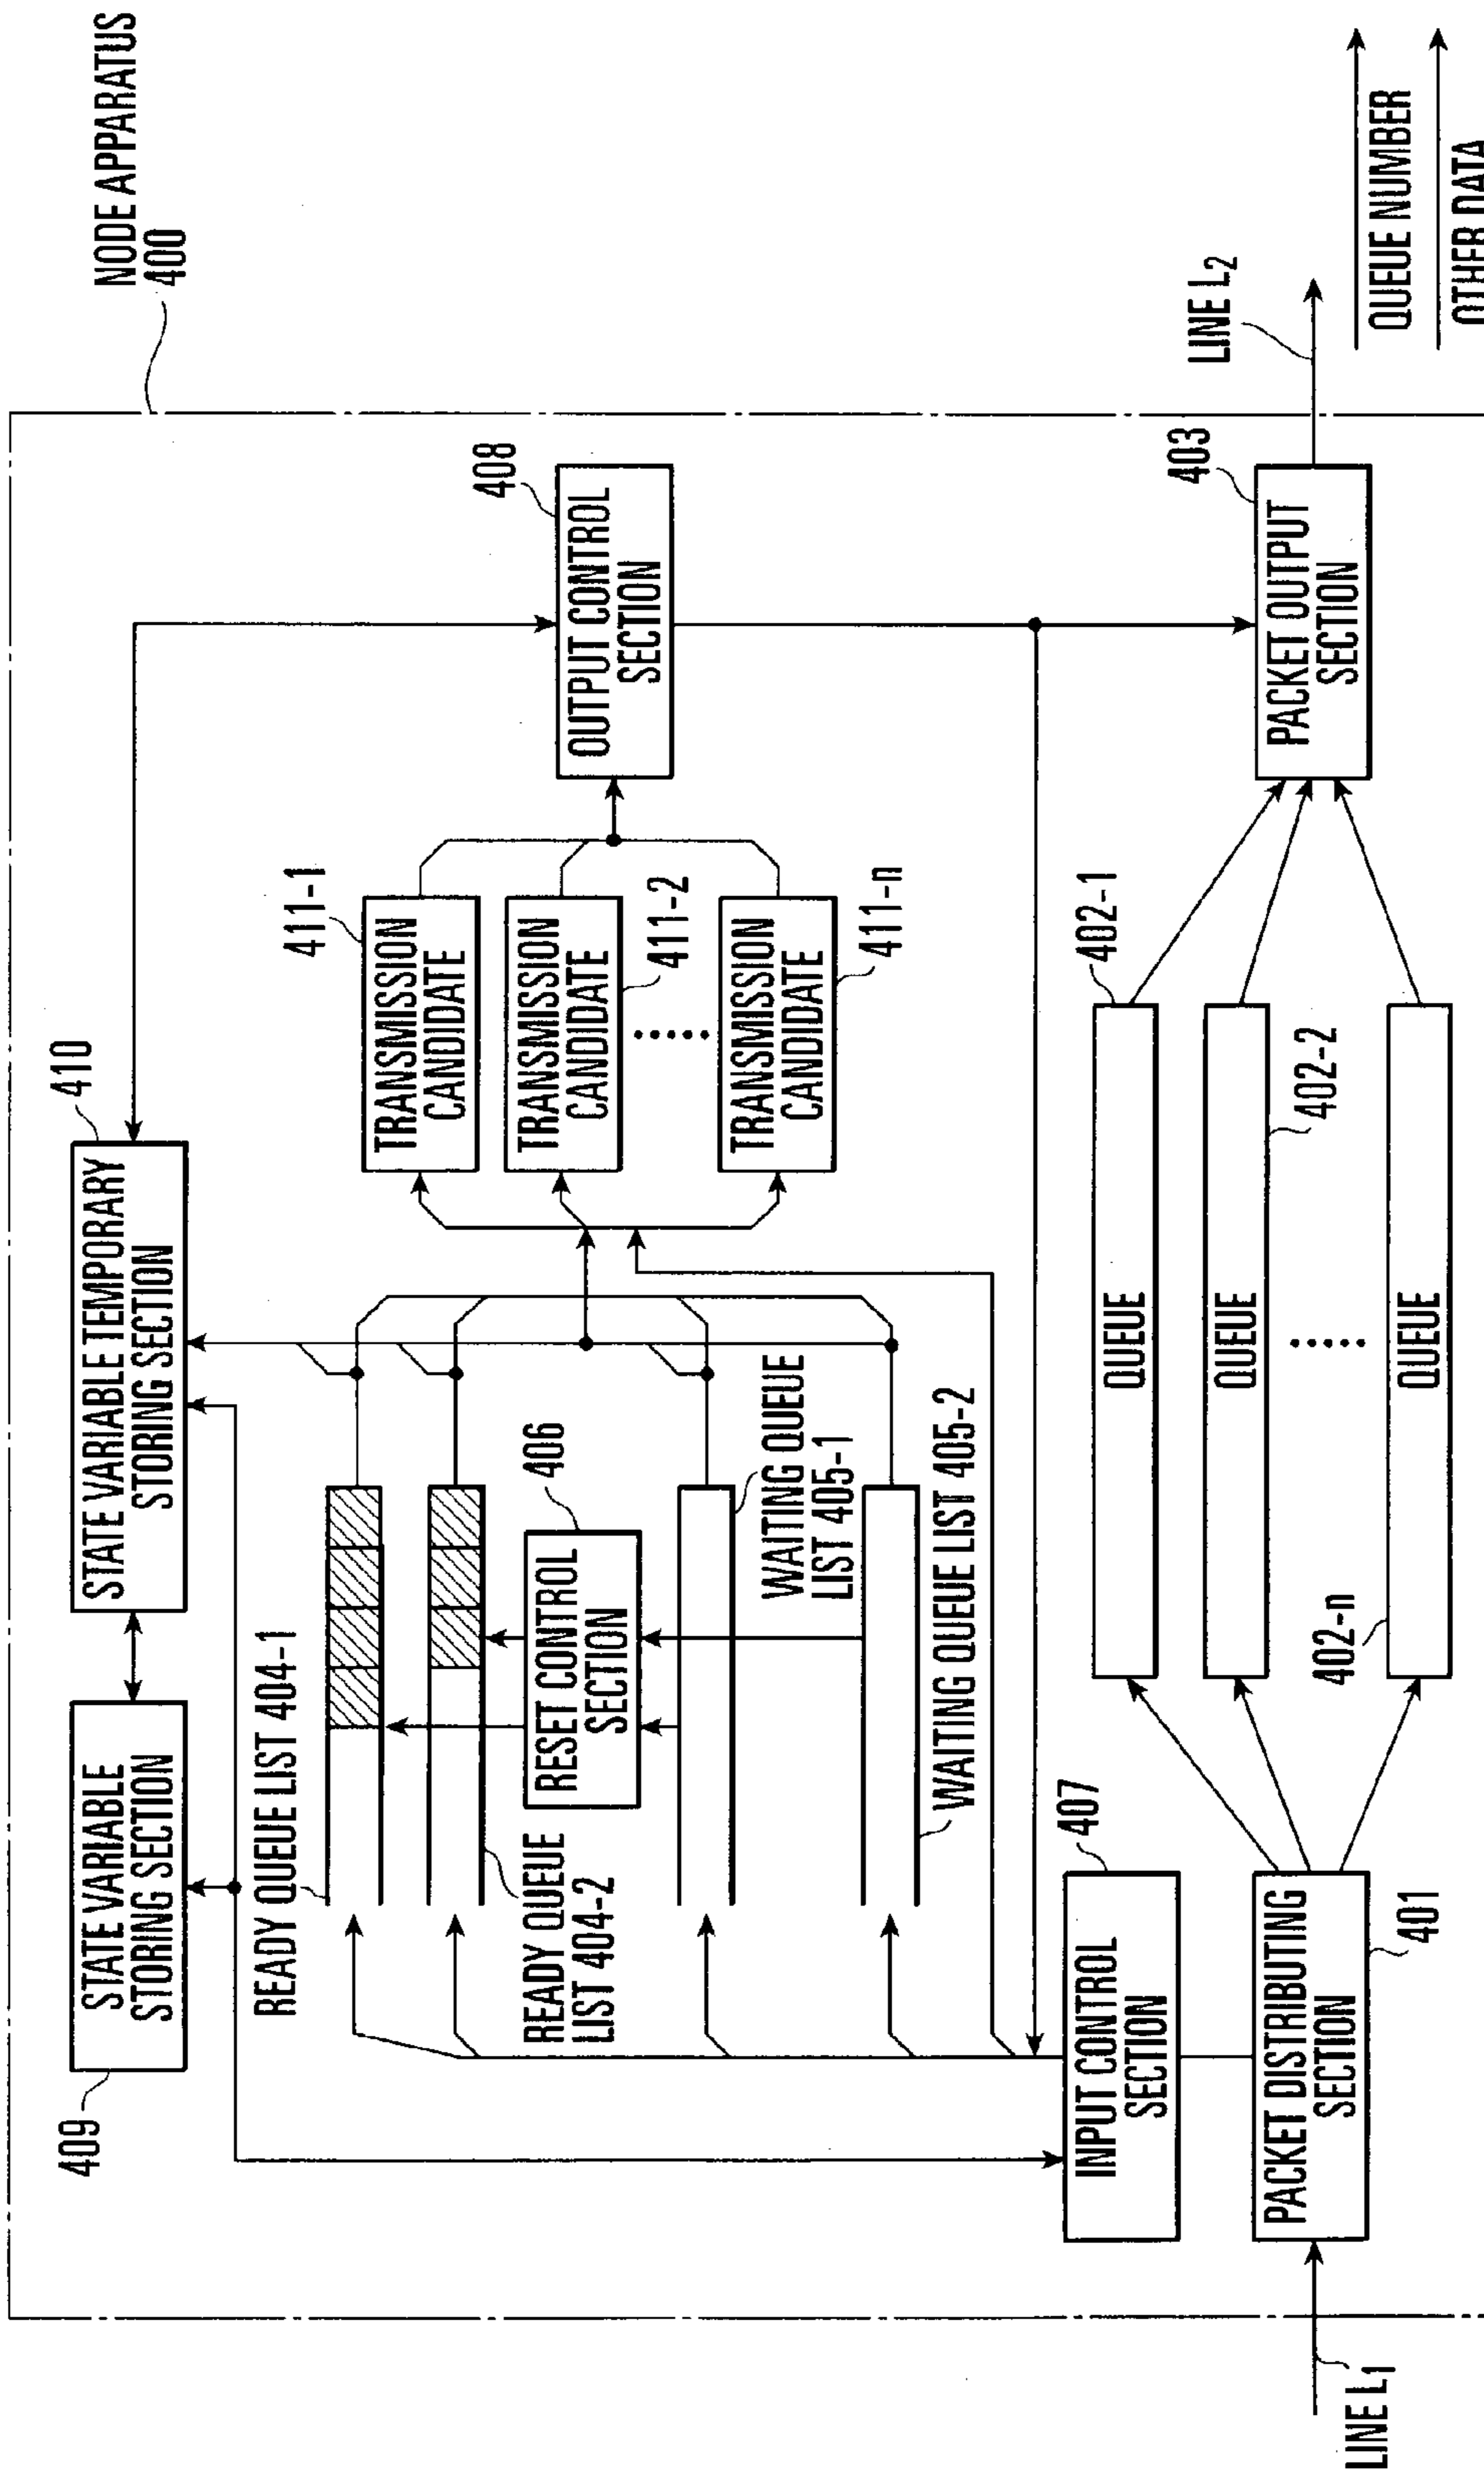 NODE APPARATUS
400
409
STATE VARIABLE
STORING SECTION
410
STATE VARIABLE TEMPORARY
STORING SECTION
READY QUEUE LIST 404-1
READY QUEUE
LIST 404-2
406
RESET CONTROL
SECTION
WAITING QUEUE
LIST 405-1
WAITING QUEUE LIST 405-2
411-1
TRANSMISSION
CANDIDATE
TRANSMISSION
CANDIDATE
411-2
TRANSMISSION
CANDIDATE
411-n
408
OUTPUT CONTROL
SECTION
407
INPUT CONTROL
SECTION
PACKET DISTRIBUTING
SECTION
401
LINE L1
402-1
QUEUE
QUEUE
402-2
402-n
QUEUE
403
PACKET OUTPUT
SECTION
LINE L2
QUEUE NUMBER
OTHER DATA